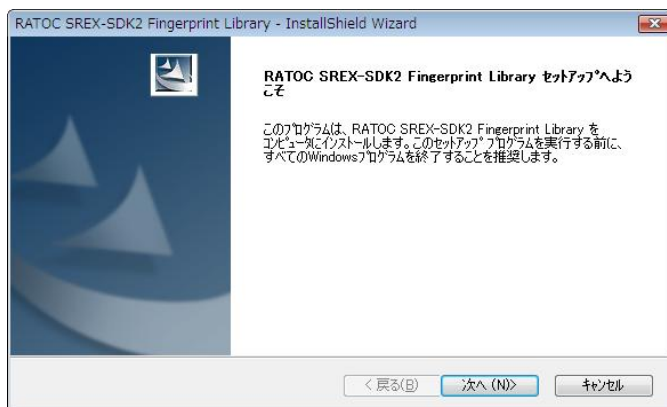 RATOC SREX-SDK2 Fingerprint Library - InstallShield Wizard
RATOC SREX-SDK2 Fingerprint Library セットアップへよう
こそ
このプログラムは、RATOC SREX-SDK2 Fingerprint Library を
コンピュータにインストールします。このセットアップ プログラムを実行する前に、
すべてのWindowsプログラムを終了することを推奨します。
< 戻る(B)
次へ (N)>
キャンセル